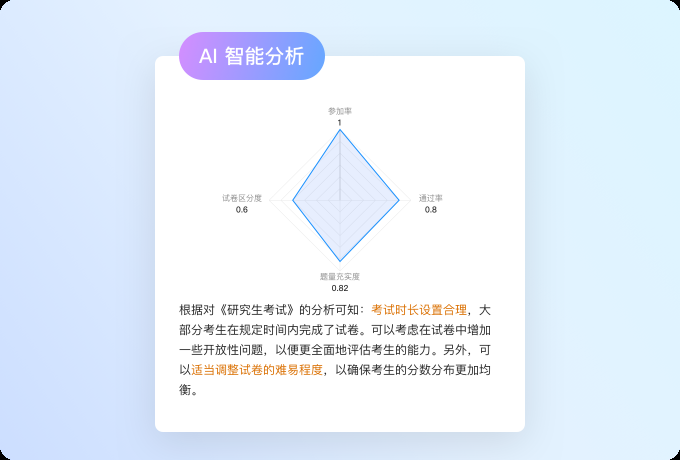 AI 智能分析
参加率
1
试卷区分度
0.6
通过率
0.8
题量充实度
0.82
根据对《研究生考试》的分析可知：考试时长设置合理，大
部分考生在规定时间内完成了试卷。可以考虑在试卷中增加
一些开放性问题，以便更全面地评估考生的能力。另外，可
以适当调整试卷的难易程度，以确保考生的分数分布更加均
衡。